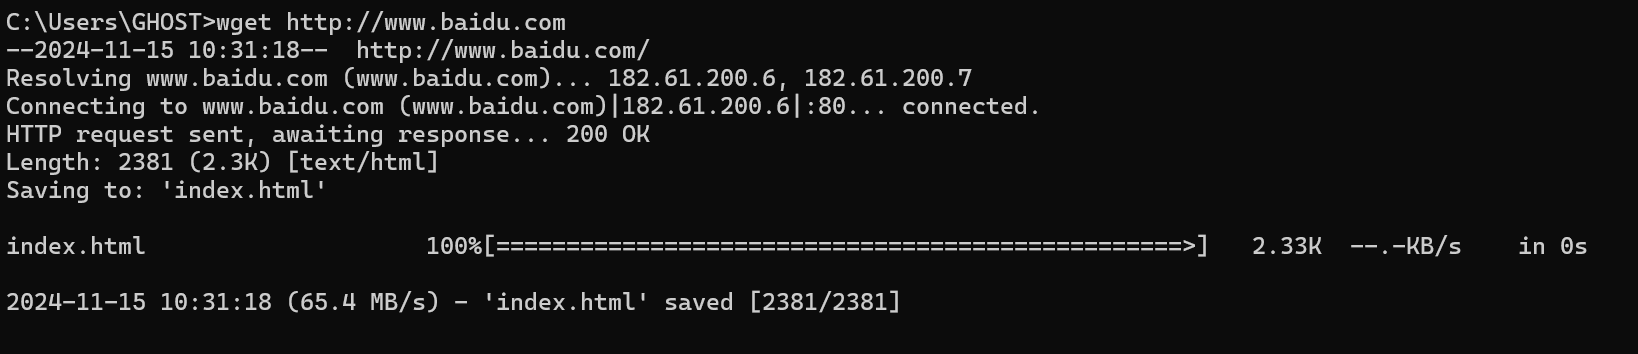 C:\Users\GHOST>wget http://www.baidu.com
--2024-11-15 10:31:18--  http://www.baidu.com/
Resolving www.baidu.com (www.baidu.com)... 182.61.200.6, 182.61.200.7
Connecting to www.baidu.com (www.baidu.com)|182.61.200.6|:80... connected.
HTTP request sent, awaiting response... 200 OK
Length: 2381 (2.3K) [text/html]
Saving to: 'index.html'
index.html                    100%[=================================================>]   2.33K  --.-KB/s    in 0s
2024-11-15 10:31:18 (65.4 MB/s) - 'index.html' saved [2381/2381]